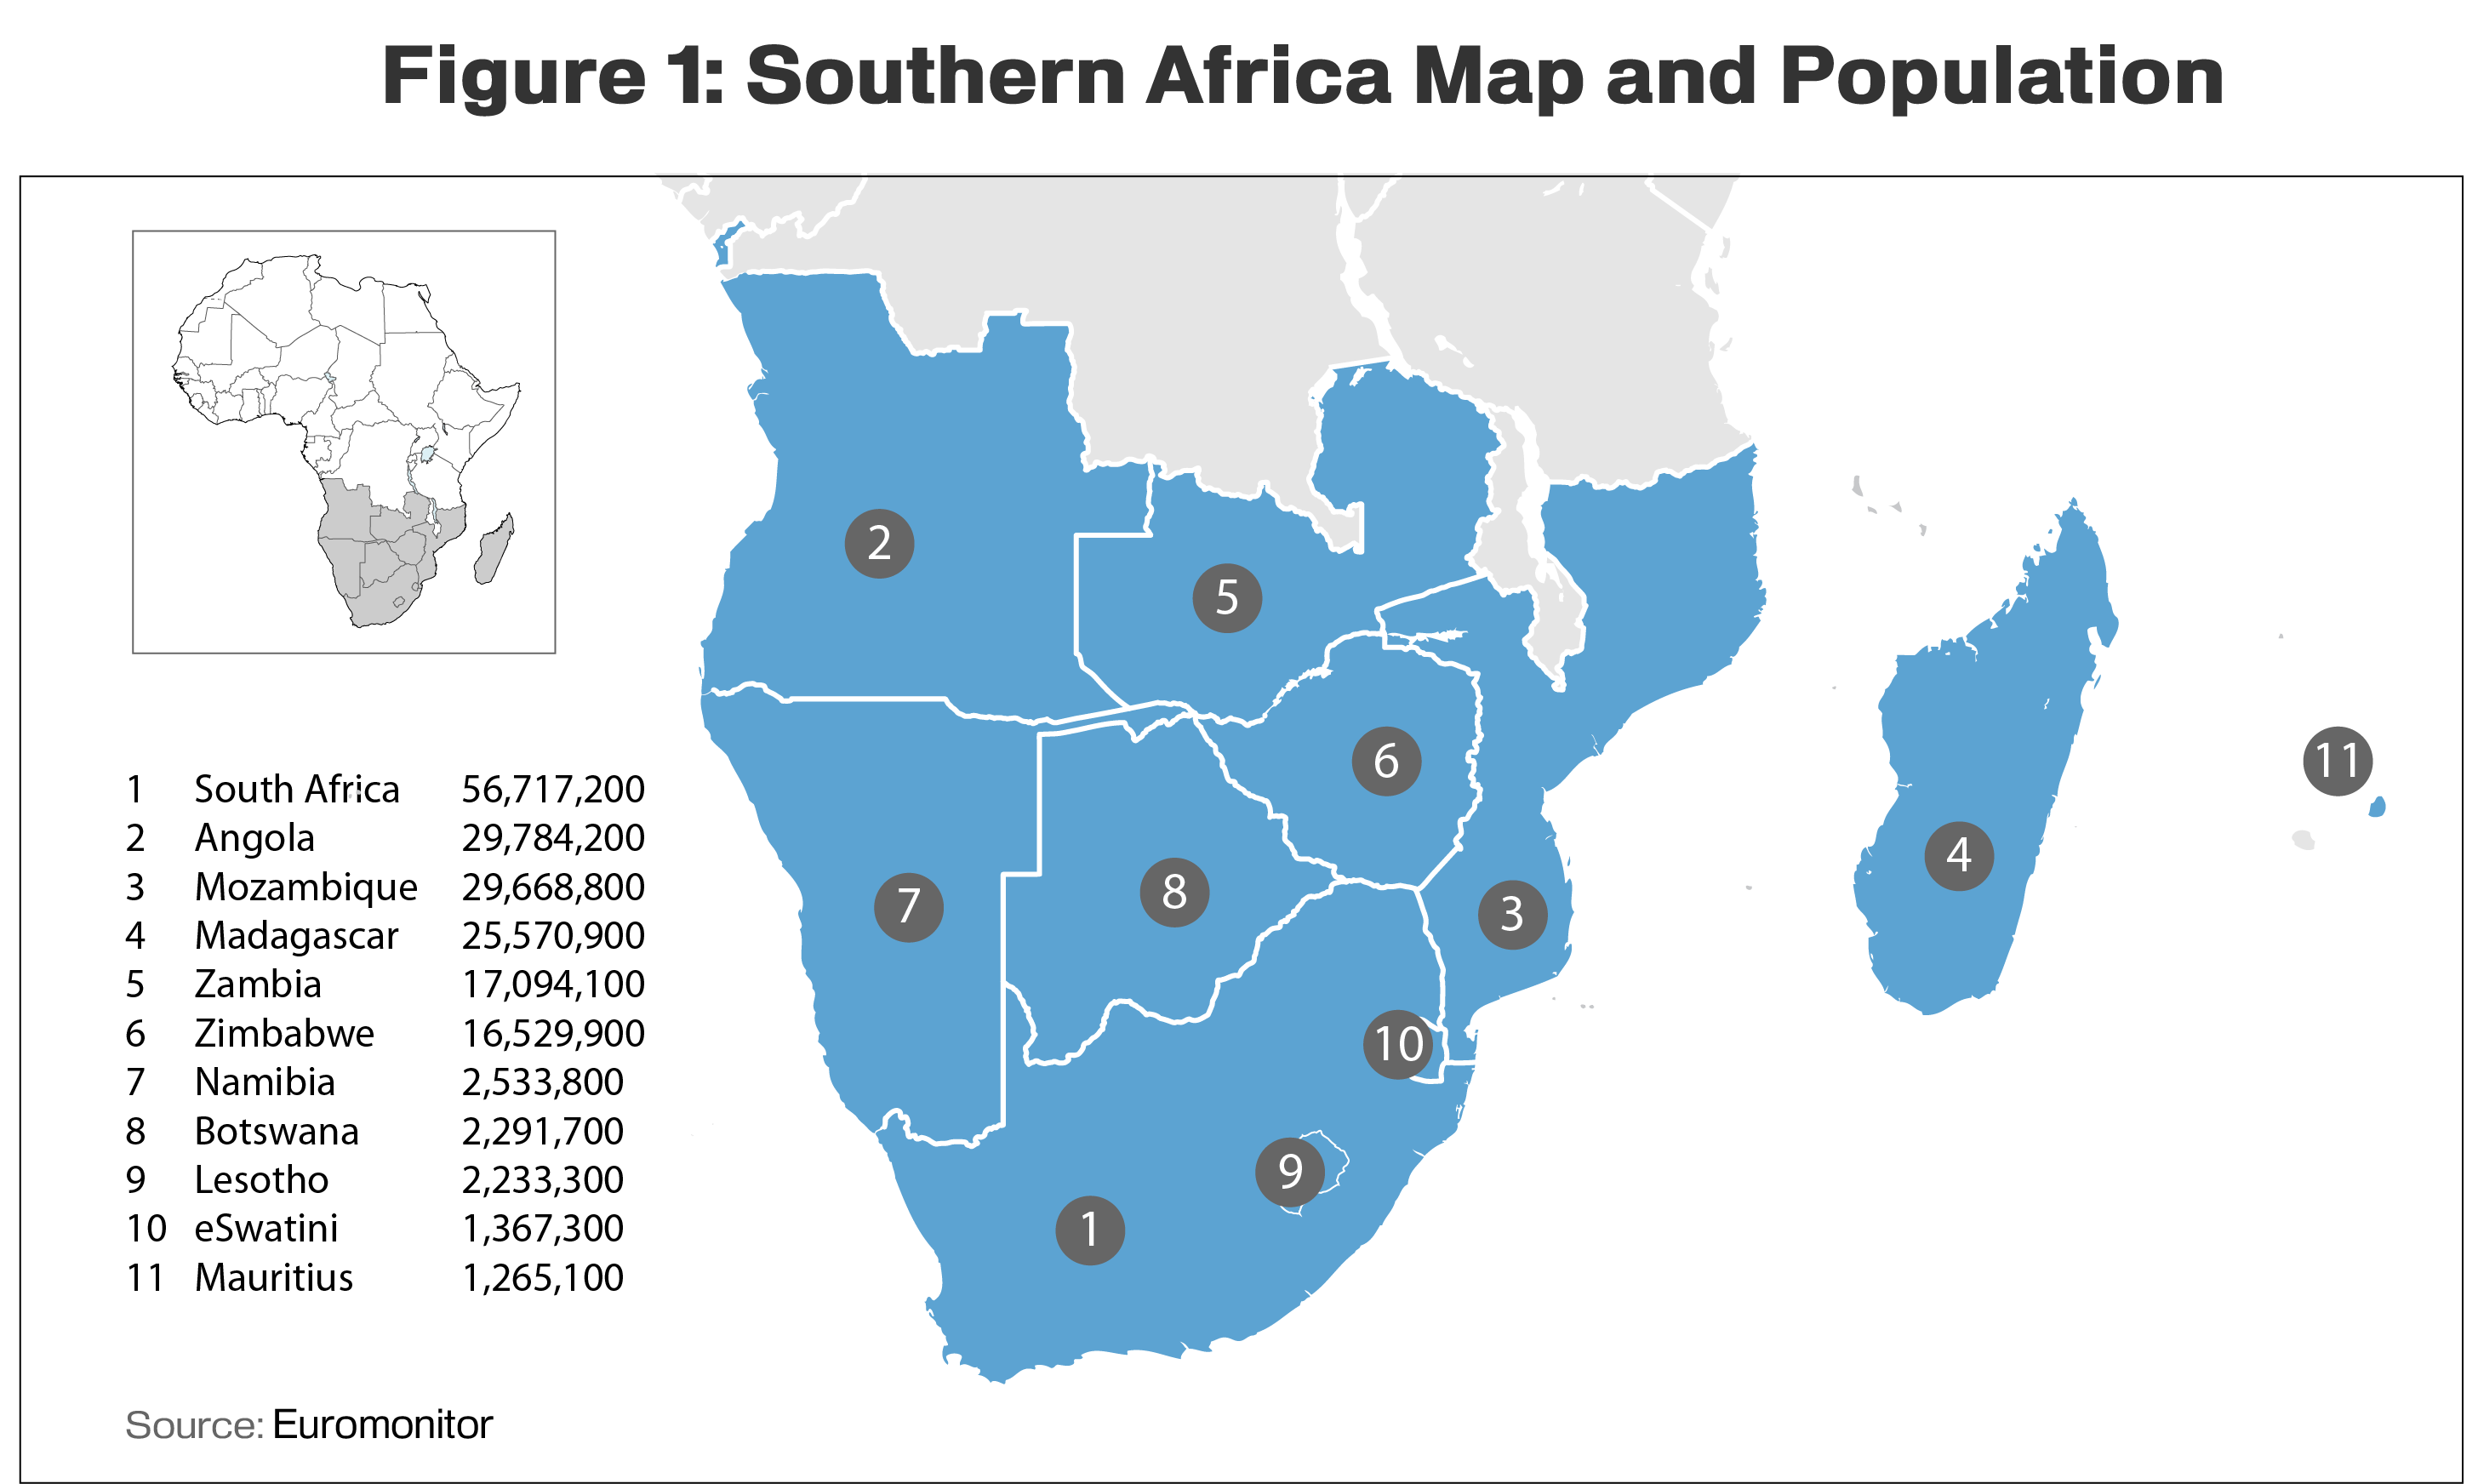 Figure 1: Southern Africa Map and Population
2
5
6
11
4
7
8
3
10
9
1
1 South Africa 56,717,200
2 Angola 29,784,200
3 Mozambique 29,668,800
4 Madagascar 25,570,900
5 Zambia 17,094,100
6 Zimbabwe 16,529,900
7 Namibia 2,533,800
8 Botswana 2,291,700
9 Lesotho 2,233,300
10 eSwatini 1,367,300
11 Mauritius 1,265,100
Source: Euromonitor